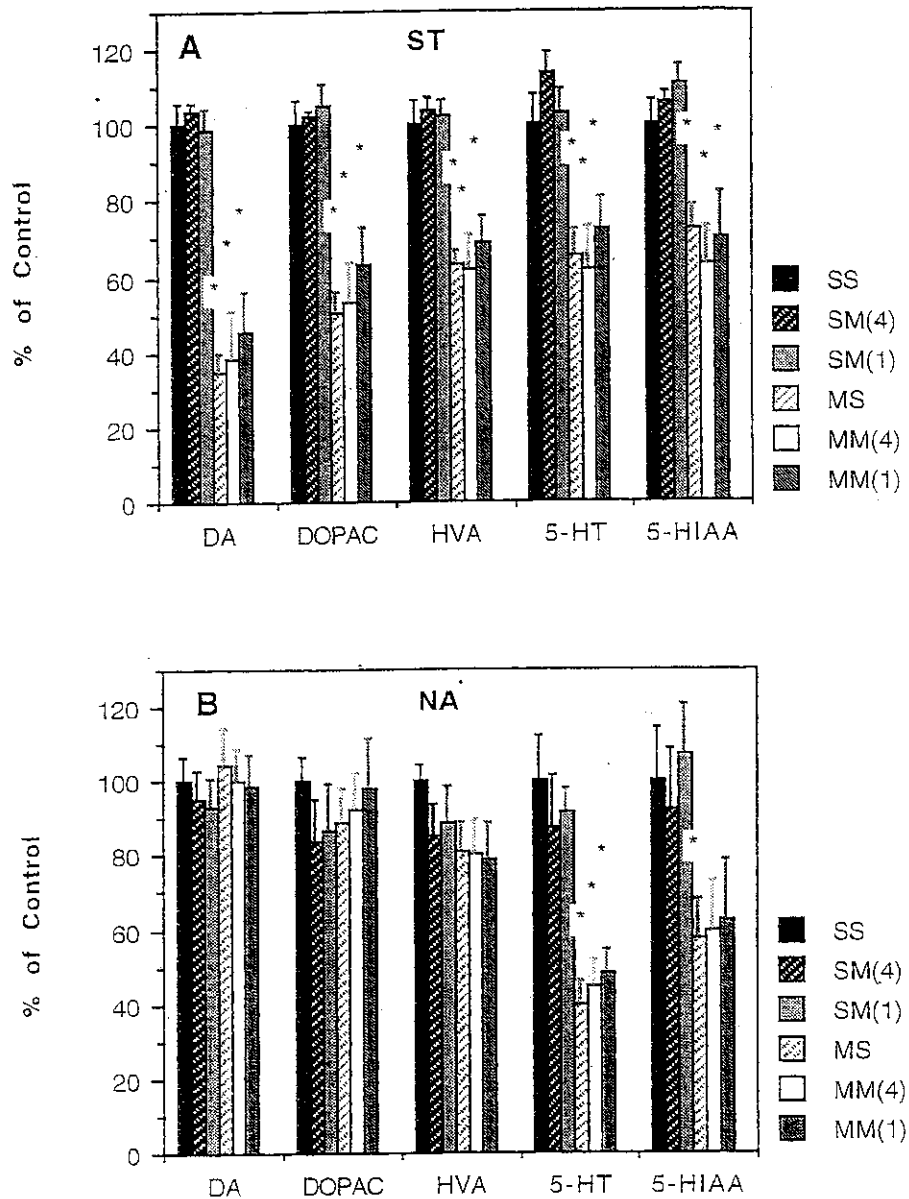 A ST
120
100
80
60
40
20
0
% of Control
* * *
* * *
* * *
* * *
* * *
DA DOPAC HVA 5-HT 5-HIAA
SS
SM(4)
SM(1)
MS
MM(4)
MM(1)
B NA
120
100
80
60
40
20
0
% of Control
* * *
*
DA DOPAC HVA 5-HT 5-HIAA
SS
SM(4)
SM(1)
MS
MM(4)
MM(1)